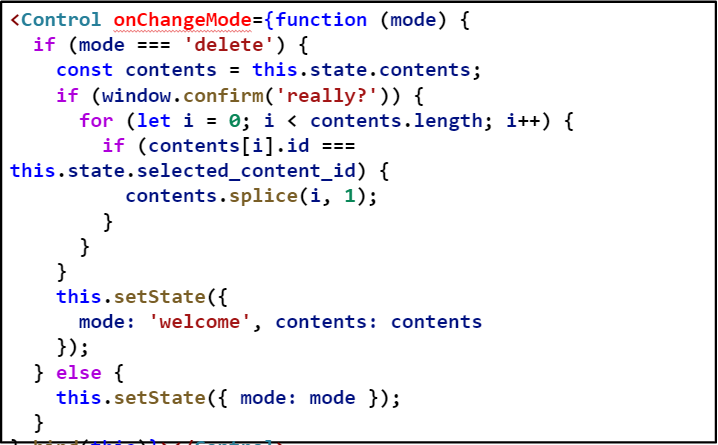 <Control onChangeMode={function (mode) {
if (mode === 'delete') {
const contents = this.state.contents;
if (window.confirm('really?')) {
for (let i = 0; i < contents.length; i++) {
if (contents[i].id ===
this.state.selected_content_id) {
contents.splice(i, 1);
}
}
}
this.setState({
mode: 'welcome', contents: contents
});
} else {
this.setState({ mode: mode });
}